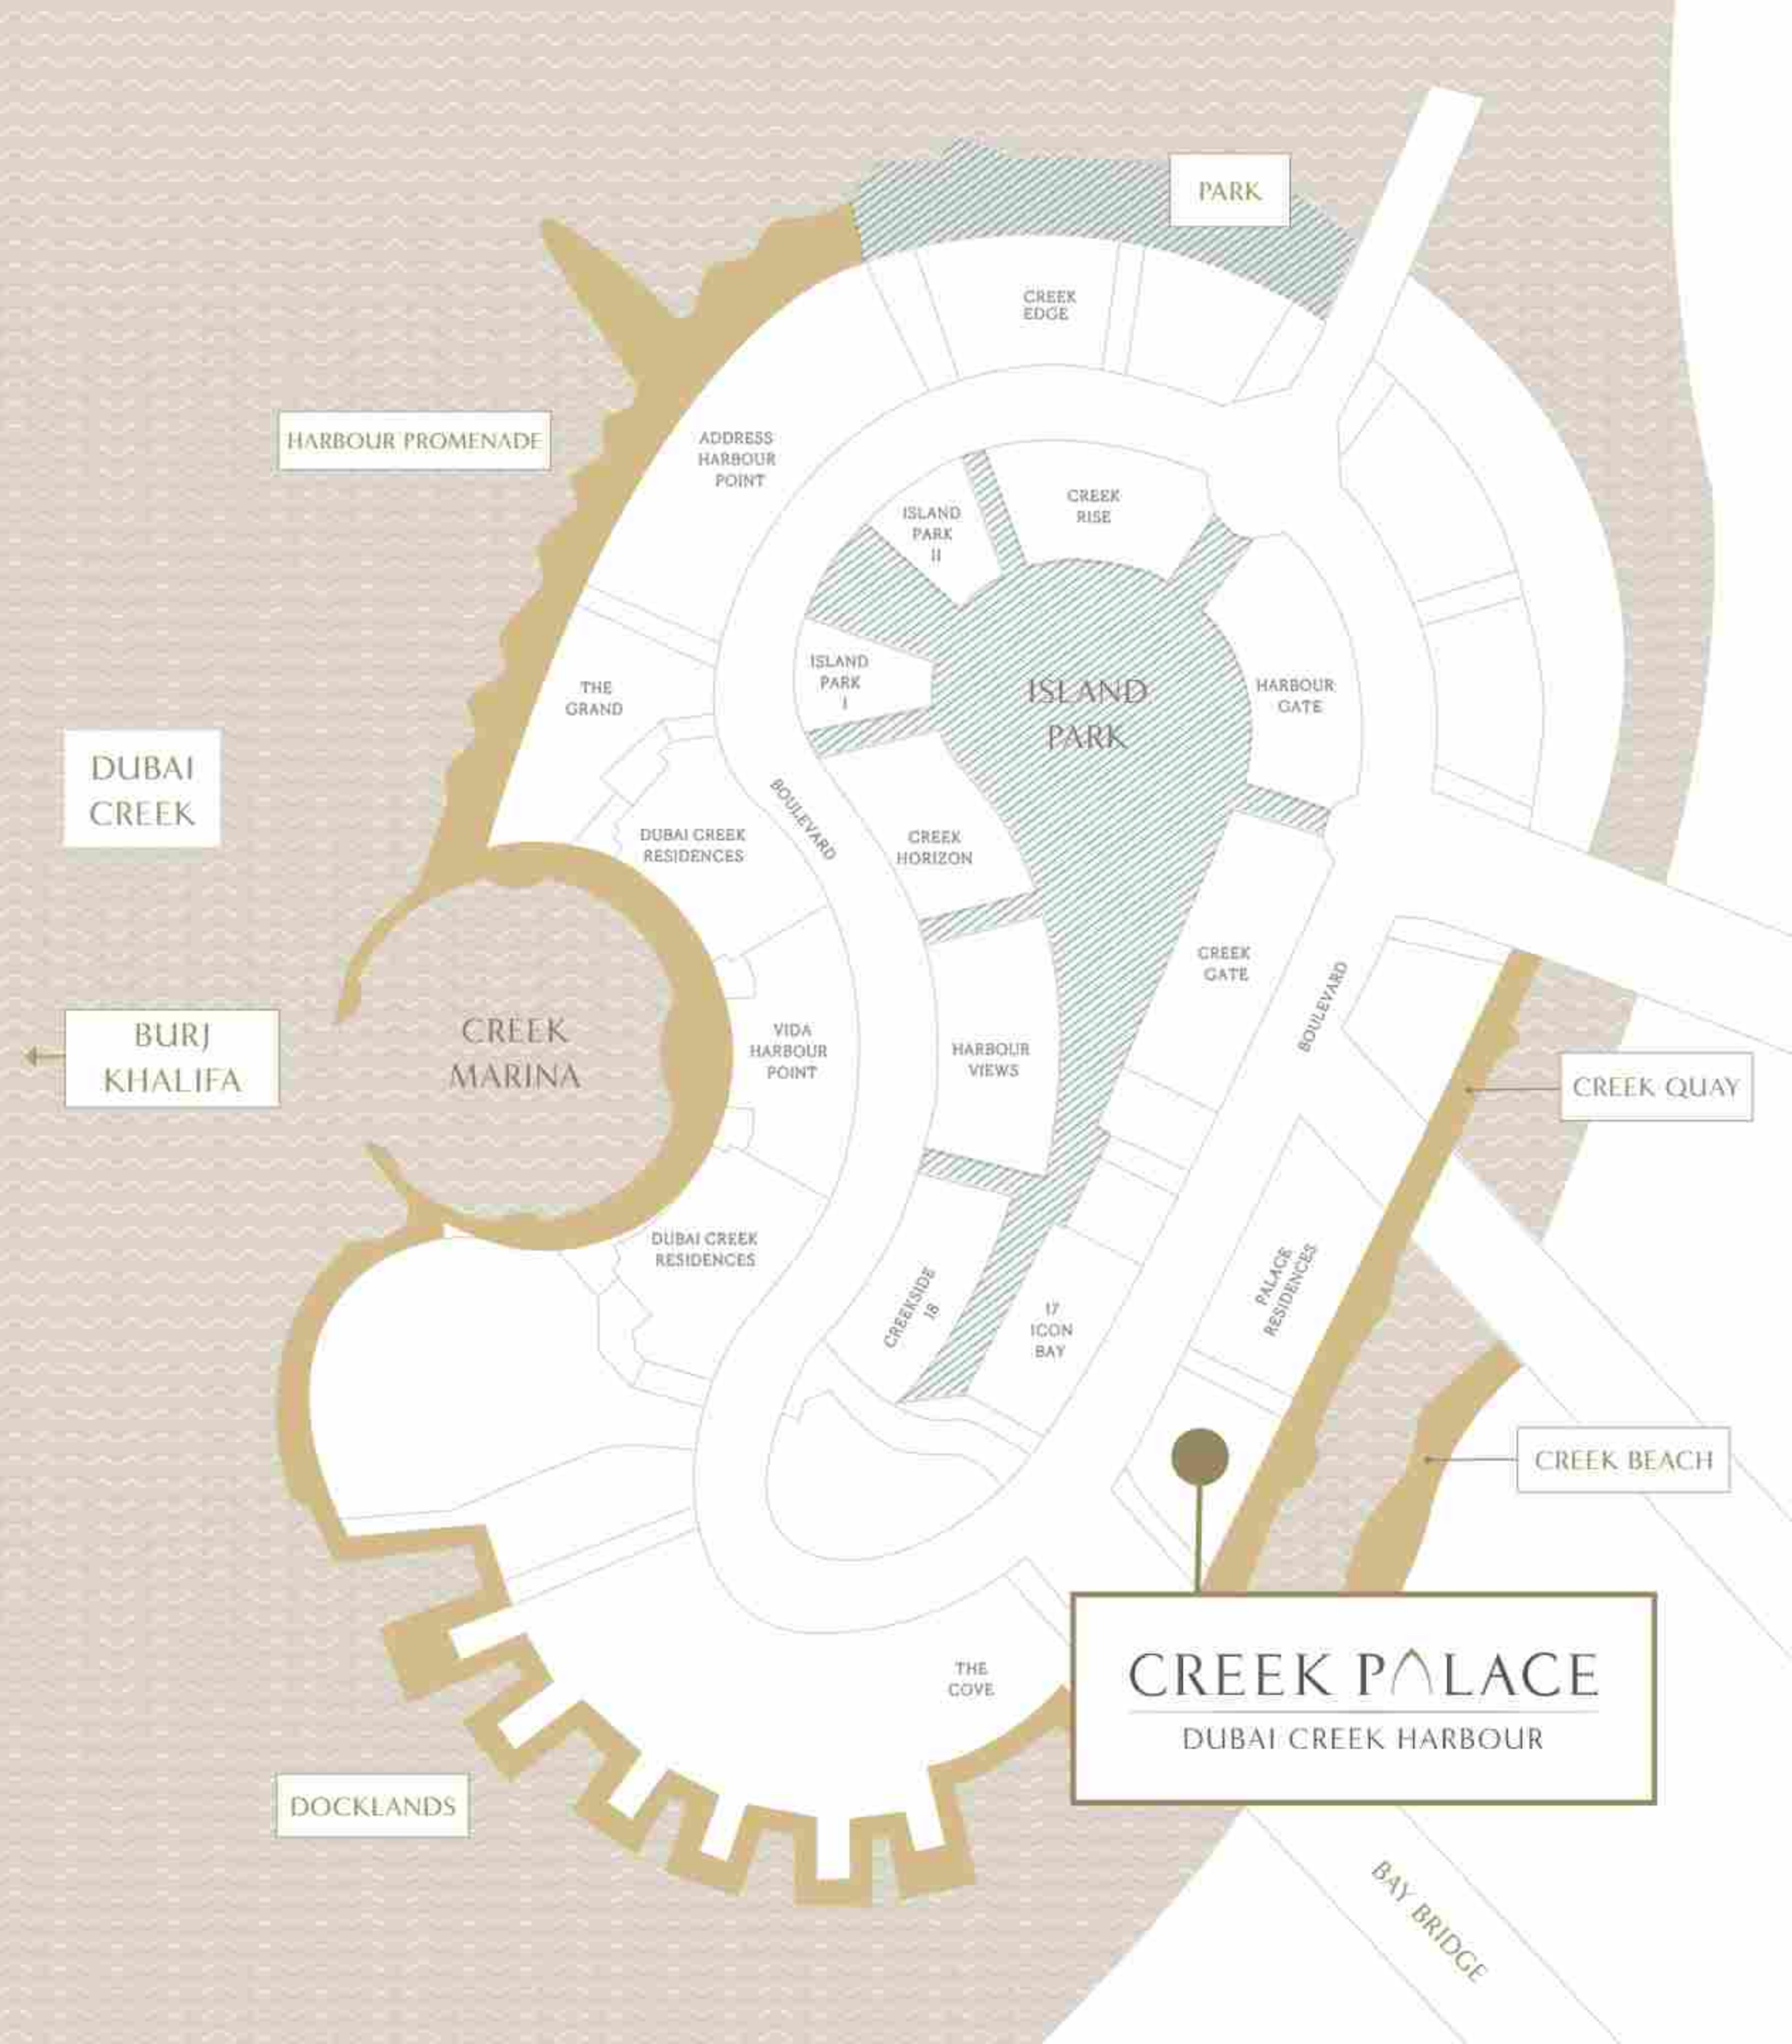 PARK
CREEK
EDGE
HARBOUR PROMENADE
ADDRESS
HARBOUR
POINT
ISLAND
PARK
II
CREEK
RISE
ISLAND
PARK
I
ISLAND
PARK
HARBOUR
GATE
THE
GRAND
DUBAI
CREEK
BOULEVARD
DUBAI CREEK
RESIDENCES
CREEK
HORIZON
CREEK
GATE
BOULEVARD
BURJ
KHALIFA
CREEK
MARINA
VIDA
HARBOUR
POINT
HARBOUR
VIEWS
CREEK QUAY
DUBAI CREEK
RESIDENCES
CREEKSIDE
18
17
ICON
BAY
PALACE
RESIDENCES
CREEK BEACH
THE
COVE
CREEK PALACE
DUBAI CREEK HARBOUR
DOCKLANDS
BAY BRIDGE